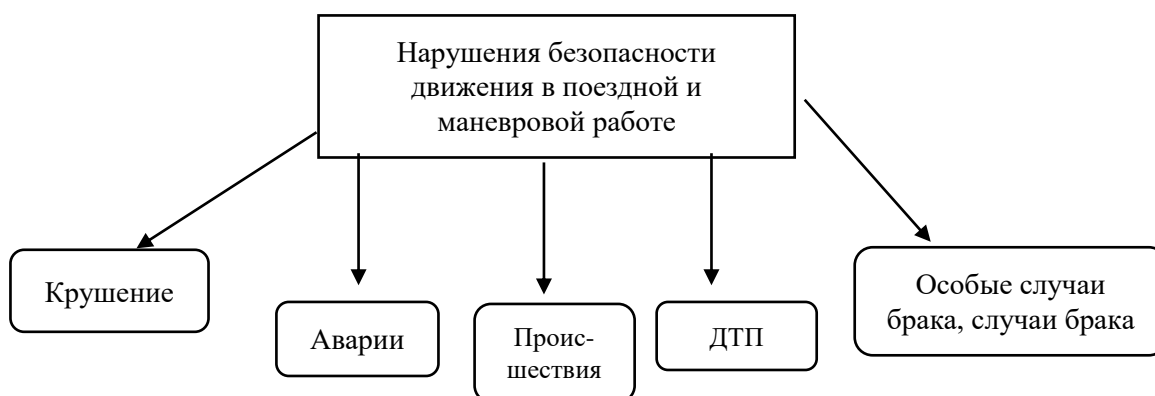 Нарушения безопасности
движения в поездной и
маневровой работе
Крушение
Аварии
Проис-
шествия
ДТП
Особые случаи
брака, случаи брака